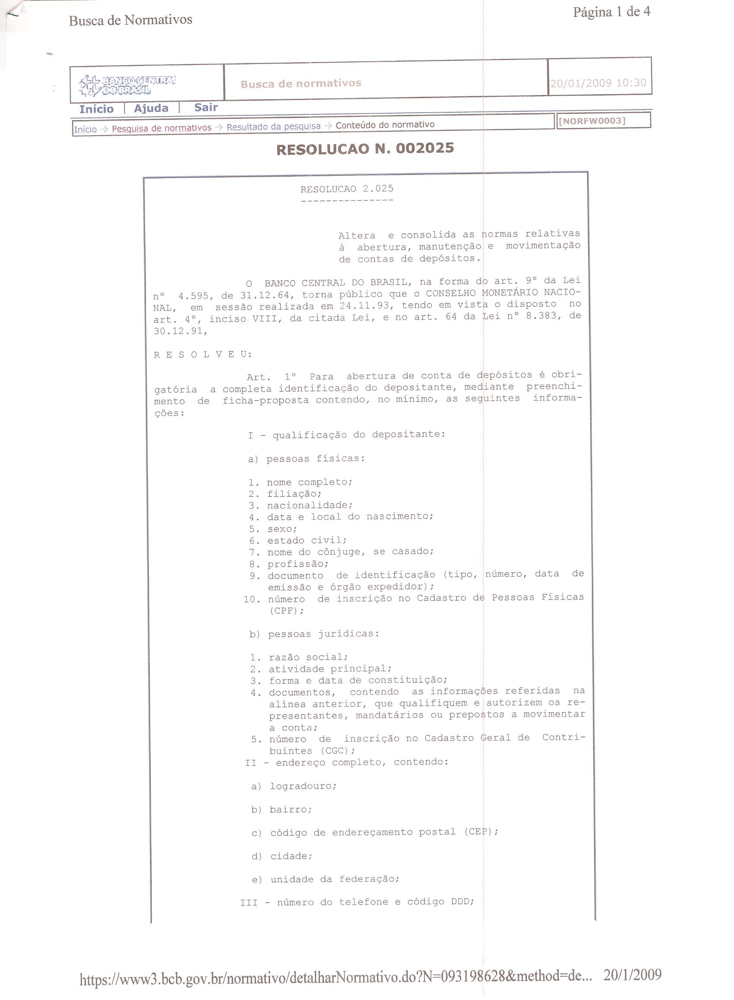 Busca de Normativos
Página 1 de 4
BANCO CENTRAL
DO BRASIL
Busca de normativos
20/01/2009 10:30
Início | Ajuda | Sair
Início ··> Pesquisa de normativos ··> Resultado da pesquisa ··> Conteúdo do normativo
[NORFW0003]
RESOLUCAO N. 002025
RESOLUCAO 2.025
---------------
Altera e consolida as normas relativas
à abertura, manutenção e movimentação
de contas de depósitos.
O BANCO CENTRAL DO BRASIL, na forma do art. 9º da Lei
nº 4.595, de 31.12.64, torna público que o CONSELHO MONETÁRIO NACIO-
NAL, em sessão realizada em 24.11.93, tendo em vista o disposto no
art. 4º, inciso VIII, da citada Lei, e no art. 64 da Lei nº 8.383, de
30.12.91,
R E S O L V E U:
Art. 1º Para abertura de conta de depósitos é obri-
gatória a completa identificação do depositante, mediante preenchi-
mento de ficha-proposta contendo, no mínimo, as seguintes informa-
ções:
I - qualificação do depositante:
a) pessoas físicas:
1. nome completo;
2. filiação;
3. nacionalidade;
4. data e local do nascimento;
5. sexo;
6. estado civil;
7. nome do cônjuge, se casado;
8. profissão;
9. documento de identificação (tipo, número, data de
emissão e órgão expedidor);
10. número de inscrição no Cadastro de Pessoas Físicas
(CPF);
b) pessoas jurídicas:
1. razão social;
2. atividade principal;
3. forma e data de constituição;
4. documentos, contendo as informações referidas na
alínea anterior, que qualifiquem e autorizem os re-
presentantes, mandatários ou prepostos a movimentar
a conta;
5. número de inscrição no Cadastro Geral de Contri-
buintes (CGC);
II - endereço completo, contendo:
a) logradouro;
b) bairro;
c) código de endereçamento postal (CEP);
d) cidade;
e) unidade da federação;
III - número do telefone e código DDD;
https://www3.bcb.gov.br/normativo/detalharNormativo.do?N=093198628&method=de... 20/1/2009